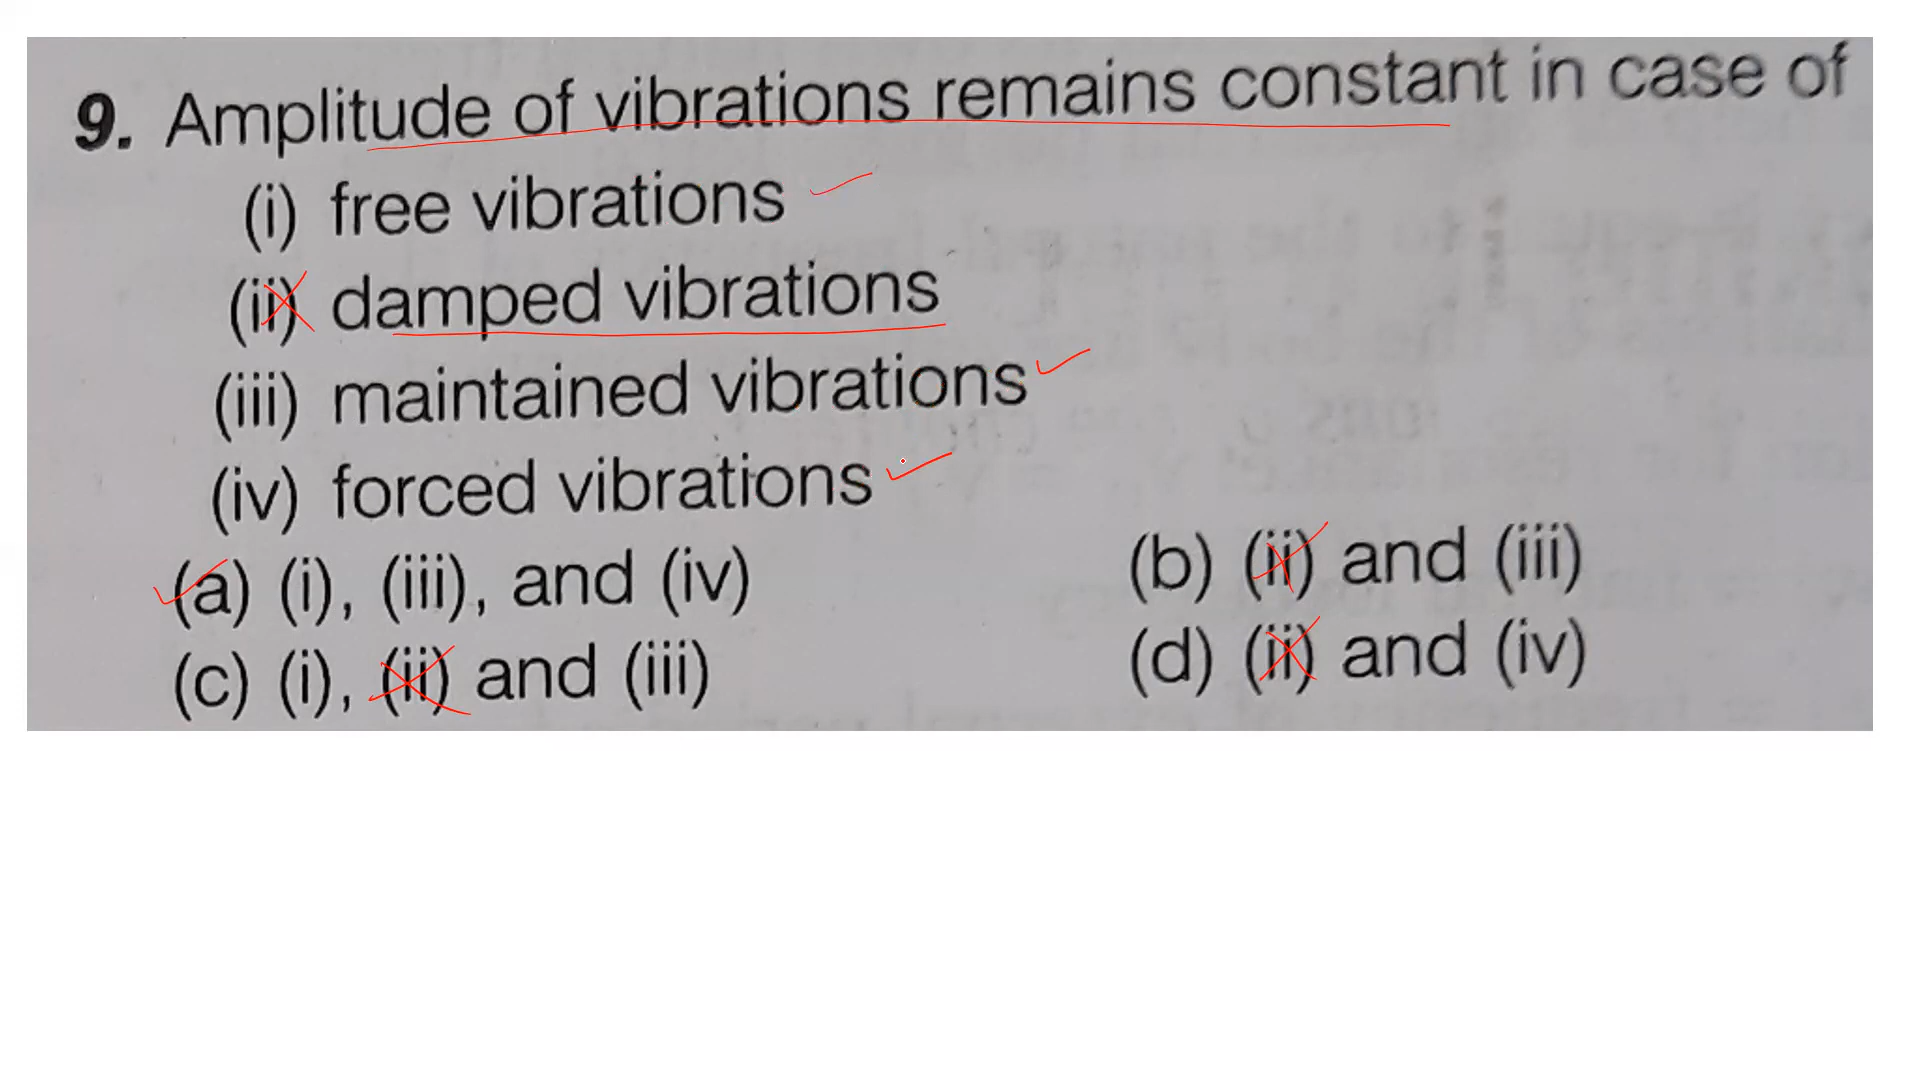 9. Amplitude of vibrations remains constant in case of
(i) free vibrations
(ii) damped vibrations
(iii) maintained vibrations
(iv) forced vibrations
(a) (i), (iii), and (iv) (b) (ii) and (iii)
(c) (i), (ii) and (iii) (d) (ii) and (iv)